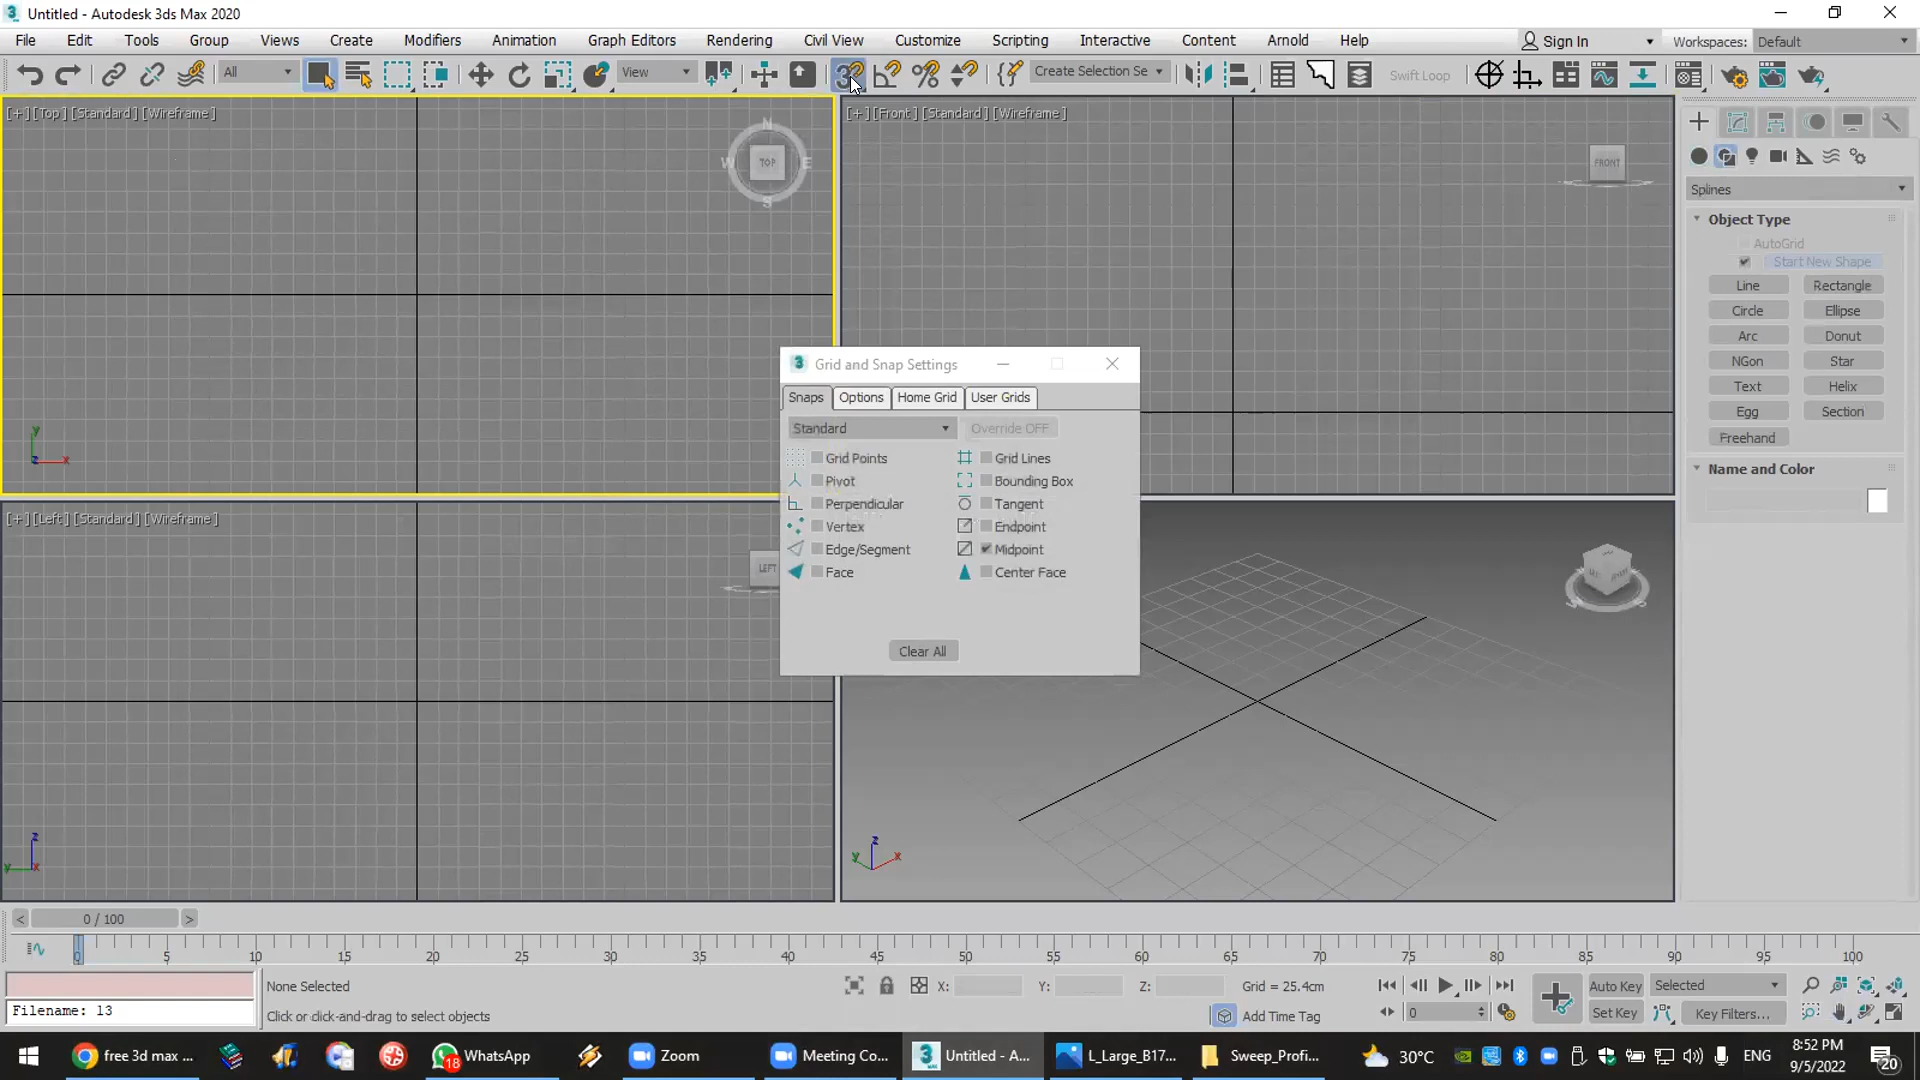 Untitled - Autodesk 3ds Max 2020
File Edit Tools Group Views Create Modifiers Animation Graph Editors Rendering Civil View Customize Scripting Interactive Content Arnold Help Sign In Workspaces: Default
All View Create Selection Se Swift Loop
[+] [Top] [Standard] [Wireframe]
[+] [Front] [Standard] [Wireframe]
N
W TOP E
S
FRONT
Splines
Object Type
AutoGrid
Start New Shape
Line Rectangle
Circle Ellipse
Arc Donut
NGon Star
Text Helix
Egg Section
Freehand
Name and Color
Grid and Snap Settings
Snaps Options Home Grid User Grids
Standard Override OFF
Grid Points Grid Lines
Pivot Bounding Box
Perpendicular Tangent
Vertex Endpoint
Edge/Segment Midpoint
Face Center Face
Clear All
y
z x
[+] [Left] [Standard] [Wireframe]
LEFT
z
y x
z
y x
< 0 / 100 >
0 5 10 15 20 25 30 35 40 45 50 55 60 65 70 75 80 85 90 95 100
None Selected X: Y: Z: Grid = 25.4cm Auto Key Selected
Filename: 13
Click or click-and-drag to select objects Add Time Tag 0 Set Key Key Filters...
free 3d max ... 18 WhatsApp Zoom Meeting Co... Untitled - A... L_Large_B17... Sweep_Profi... 30°C ENG 8:52 PM
9/5/2022 20